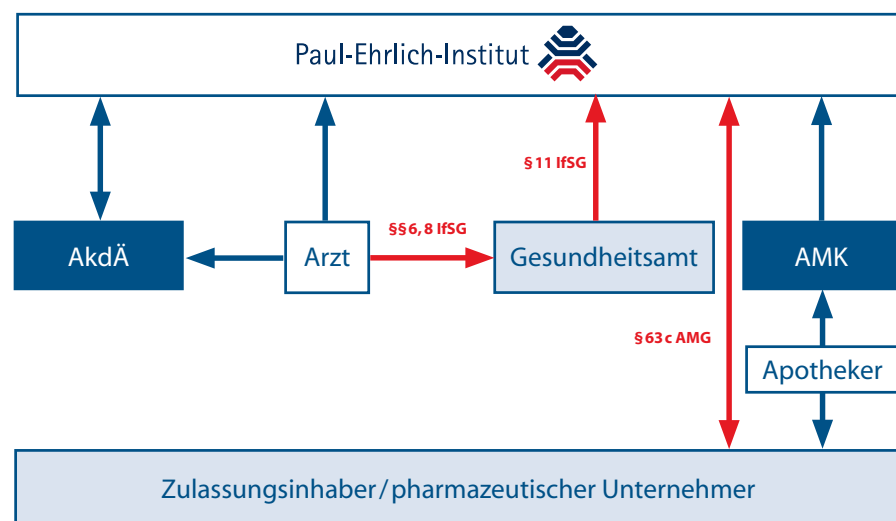 Paul-Ehrlich-Institut
§ 11 IfSG
§§ 6, 8 IfSG
AkdÄ
Arzt
Gesundheitsamt
AMK
§ 63 c AMG
Apotheker
Zulassungsinhaber / pharmazeutischer Unternehmer